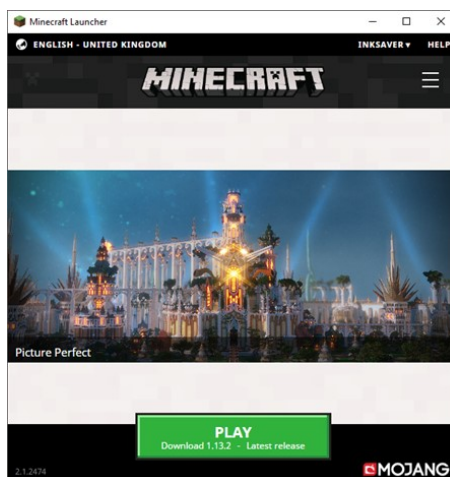 Minecraft Launcher
ENGLISH - UNITED KINGDOM INKSAVER HELP
MINECRAFT
Picture Perfect
PLAY
Download 1.13.2 - Latest release
2.1.2474 MOJANG